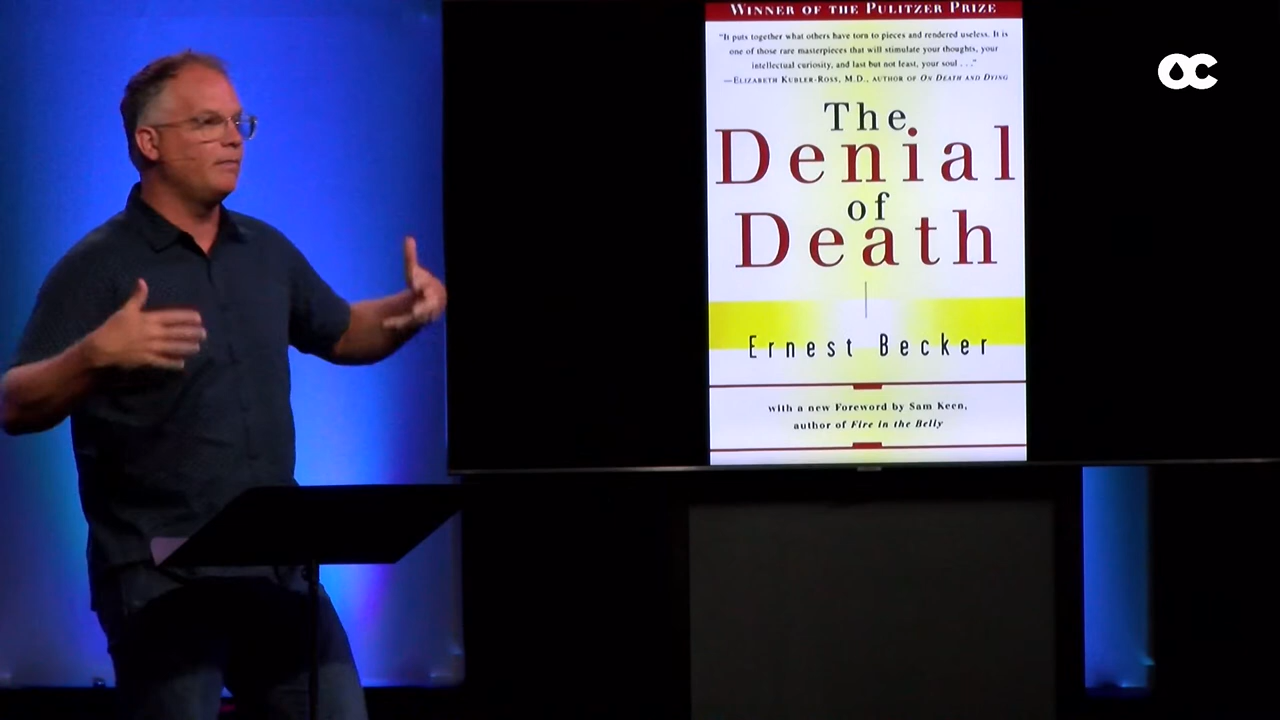 WINNER OF THE PULITZER PRIZE
"It puts together what others have torn to pieces and rendered useless. It is
one of those rare masterpieces that will stimulate your thoughts, your
intellectual curiosity, and last but not least, your soul . . ."
—ELIZABETH KUBLER-ROSS, M.D., AUTHOR OF ON DEATH AND DYING
The
Denial
of
Death
Ernest Becker
with a new Foreword by Sam Keen,
author of Fire in the Belly
OC